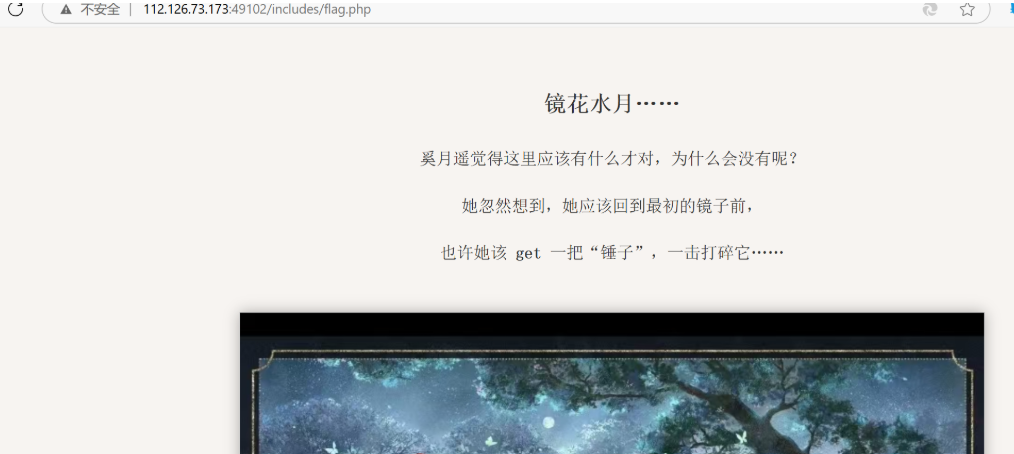 不安全 | 112.126.73.173:49102/includes/flag.php
镜花水月……
奚月遥觉得这里应该有什么才对，为什么会没有呢？
她忽然想到，她应该回到最初的镜子前，
也许她该 get 一把“锤子”，一击打碎它……